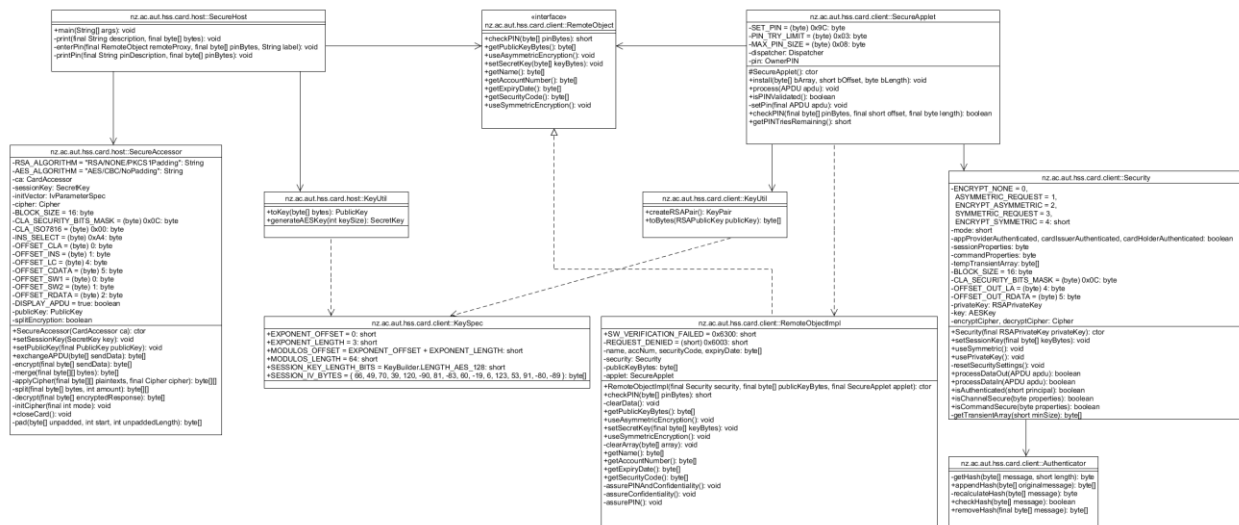 nz.ac.aut.hss.card.host::SecureHost
+main(String[] args): void
-print(final String description, final byte[] bytes): void
-enterPin(final RemoteObject remoteProxy, final byte[] pinBytes, String label): void
-printPin(final String pinDescription, final byte[] pinBytes): void
«interface»
nz.ac.aut.hss.card.client::RemoteObject
+checkPIN(byte[] pinBytes): short
+getPublicKeyBytes(): byte[]
+useAsymmetricEncryption(): void
+setSecretKey(byte[] keyBytes): void
+getName(): byte[]
+getAccountNumber(): byte[]
+getExpiryDate(): byte[]
+getSecurityCode(): byte[]
+useSymmetricEncryption(): void
nz.ac.aut.hss.card.client::SecureApplet
-SET_PIN = (byte) 0x9C: byte
-PIN_TRY_LIMIT = (byte) 0x03: byte
-MAX_PIN_SIZE = (byte) 0x08: byte
-dispatcher: Dispatcher
-pin: OwnerPIN
#SecureApplet(): ctor
+install(byte[] bArray, short bOffset, byte bLength): void
+process(APDU apdu): void
+isPINValidated(): boolean
-setPin(final APDU apdu): void
+checkPIN(final byte[] pinBytes, final short offset, final byte length): boolean
+getPINTriesRemaining(): short
nz.ac.aut.hss.card.host::SecureAccessor
-RSA_ALGORITHM = "RSA/NONE/PKCS1Padding": String
-AES_ALGORITHM = "AES/CBC/NoPadding": String
-ca: CardAccessor
-sessionKey: SecretKey
-initVector: IvParameterSpec
-cipher: Cipher
-BLOCK_SIZE = 16: byte
-CLA_SECURITY_BITS_MASK = (byte) 0x0C: byte
-CLA_ISO7816 = (byte) 0x00: byte
-INS_SELECT = (byte) 0xA4: byte
-OFFSET_CLA = (byte) 0: byte
-OFFSET_INS = (byte) 1: byte
-OFFSET_LC = (byte) 4: byte
-OFFSET_CDATA = (byte) 5: byte
-OFFSET_SW1 = (byte) 0: byte
-OFFSET_SW2 = (byte) 1: byte
-OFFSET_RDATA = (byte) 2: byte
-DISPLAY_APDU = true: boolean
-publicKey: PublicKey
-splitEncryption: boolean
+SecureAccessor(CardAccessor ca): ctor
+setSessionKey(SecretKey key): void
+setPublicKey(final PublicKey publicKey): void
+exchangeAPDU(byte[] sendData): byte[]
-encrypt(final byte[] sendData): byte[]
-merge(final byte[][] bytes): byte[]
-applyCipher(final byte[][] plaintexts, final Cipher cipher): byte[][]
-split(final byte[] bytes, int amount): byte[][]
-decrypt(final byte[] encryptedResponse): byte[]
-initCipher(final int mode): void
+closeCard(): void
-pad(byte[] unpadded, int start, int unpaddedLength): byte[]
nz.ac.aut.hss.card.host::KeyUtil
+toKey(byte[] bytes): PublicKey
+generateAESKey(int keySize): SecretKey
nz.ac.aut.hss.card.client::KeyUtil
+createRSAPair(): KeyPair
+toBytes(RSAPublicKey publicKey): byte[]
nz.ac.aut.hss.card.client::Security
-ENCRYPT_NONE = 0,
ASYMMETRIC_REQUEST = 1,
ENCRYPT_ASYMMETRIC = 2,
SYMMETRIC_REQUEST = 3,
ENCRYPT_SYMMETRIC = 4: short
-mode: short
-appProviderAuthenticated, cardIssuerAuthenticated, cardHolderAuthenticated: boolean
-sessionProperties: byte
-commandProperties: byte
-tempTransientArray: byte[]
-BLOCK_SIZE = 16: byte
-CLA_SECURITY_BITS_MASK = (byte) 0x0C: byte
-OFFSET_OUT_LA = (byte) 4: byte
-OFFSET_OUT_RDATA = (byte) 5: byte
-privateKey: RSAPrivateKey
-key: AESKey
-encryptCipher, decryptCipher: Cipher
+Security(final RSAPrivateKey privateKey): ctor
+setSessionKey(final byte[] keyBytes): void
+useSymmetric(): void
+usePrivateKey(): void
-resetSecuritySettings(): void
+processDataOut(APDU apdu): boolean
+processDataIn(APDU apdu): boolean
+isAuthenticated(short principal): boolean
+isChannelSecure(byte properties): boolean
+isCommandSecure(byte properties): boolean
-getTransientArray(short minSize): byte[]
nz.ac.aut.hss.card.client::KeySpec
+EXPONENT_OFFSET = 0: short
+EXPONENT_LENGTH = 3: short
+MODULOS_OFFSET = EXPONENT_OFFSET + EXPONENT_LENGTH: short
+MODULOS_LENGTH = 64: short
+SESSION_KEY_LENGTH_BITS = KeyBuilder.LENGTH_AES_128: short
+SESSION_IV_BYTES = { 66, 49, 70, 39, 120, -90, 81, -83, 60, -19, 6, 123, 53, 91, -80, -89 }: byte[]
nz.ac.aut.hss.card.client::RemoteObjectImpl
+SW_VERIFICATION_FAILED = 0x6300: short
-REQUEST_DENIED = (short) 0x6003: short
-name, accNum, securityCode, expiryDate: byte[]
-security: Security
-publicKeyBytes: byte[]
-applet: SecureApplet
+RemoteObjectImpl(final Security security, final byte[] publicKeyBytes, final SecureApplet applet): ctor
+checkPIN(byte[] pinBytes): short
-clearData(): void
+getPublicKeyBytes(): byte[]
+useAsymmetricEncryption(): void
+setSecretKey(final byte[] keyBytes): void
+useSymmetricEncryption(): void
-clearArray(byte[] array): void
+getName(): byte[]
+getAccountNumber(): byte[]
+getExpiryDate(): byte[]
+getSecurityCode(): byte[]
-assurePINAndConfidentiality(): void
-assureConfidentiality(): void
-assurePIN(): void
nz.ac.aut.hss.card.client::Authenticator
-getHash(byte[] message, short length): byte
+appendHash(byte[] originalmessage): byte[]
-recalculateHash(byte[] message): byte
+checkHash(byte[] message): boolean
+removeHash(final byte[] message): byte[]